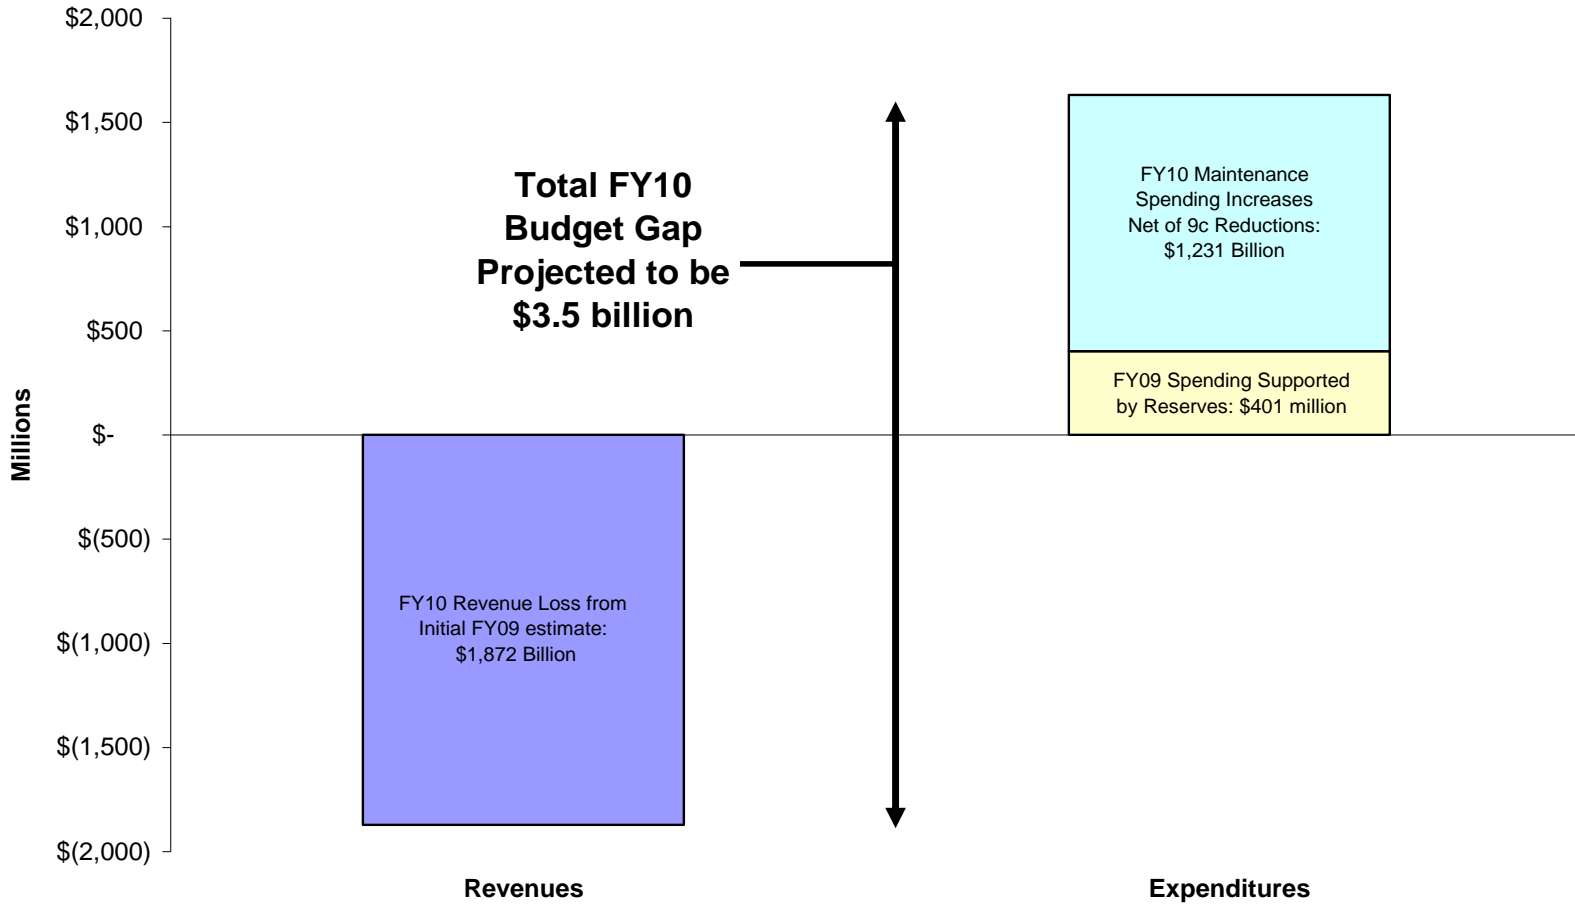 $2,000
$1,500
$1,000
$500
$-
$(500)
$(1,000)
$(1,500)
$(2,000)
Millions
Total FY10
Budget Gap
Projected to be
$3.5 billion
FY10 Maintenance
Spending Increases
Net of 9c Reductions:
$1,231 Billion
FY09 Spending Supported
by Reserves: $401 million
FY10 Revenue Loss from
Initial FY09 estimate:
$1,872 Billion
Revenues
Expenditures